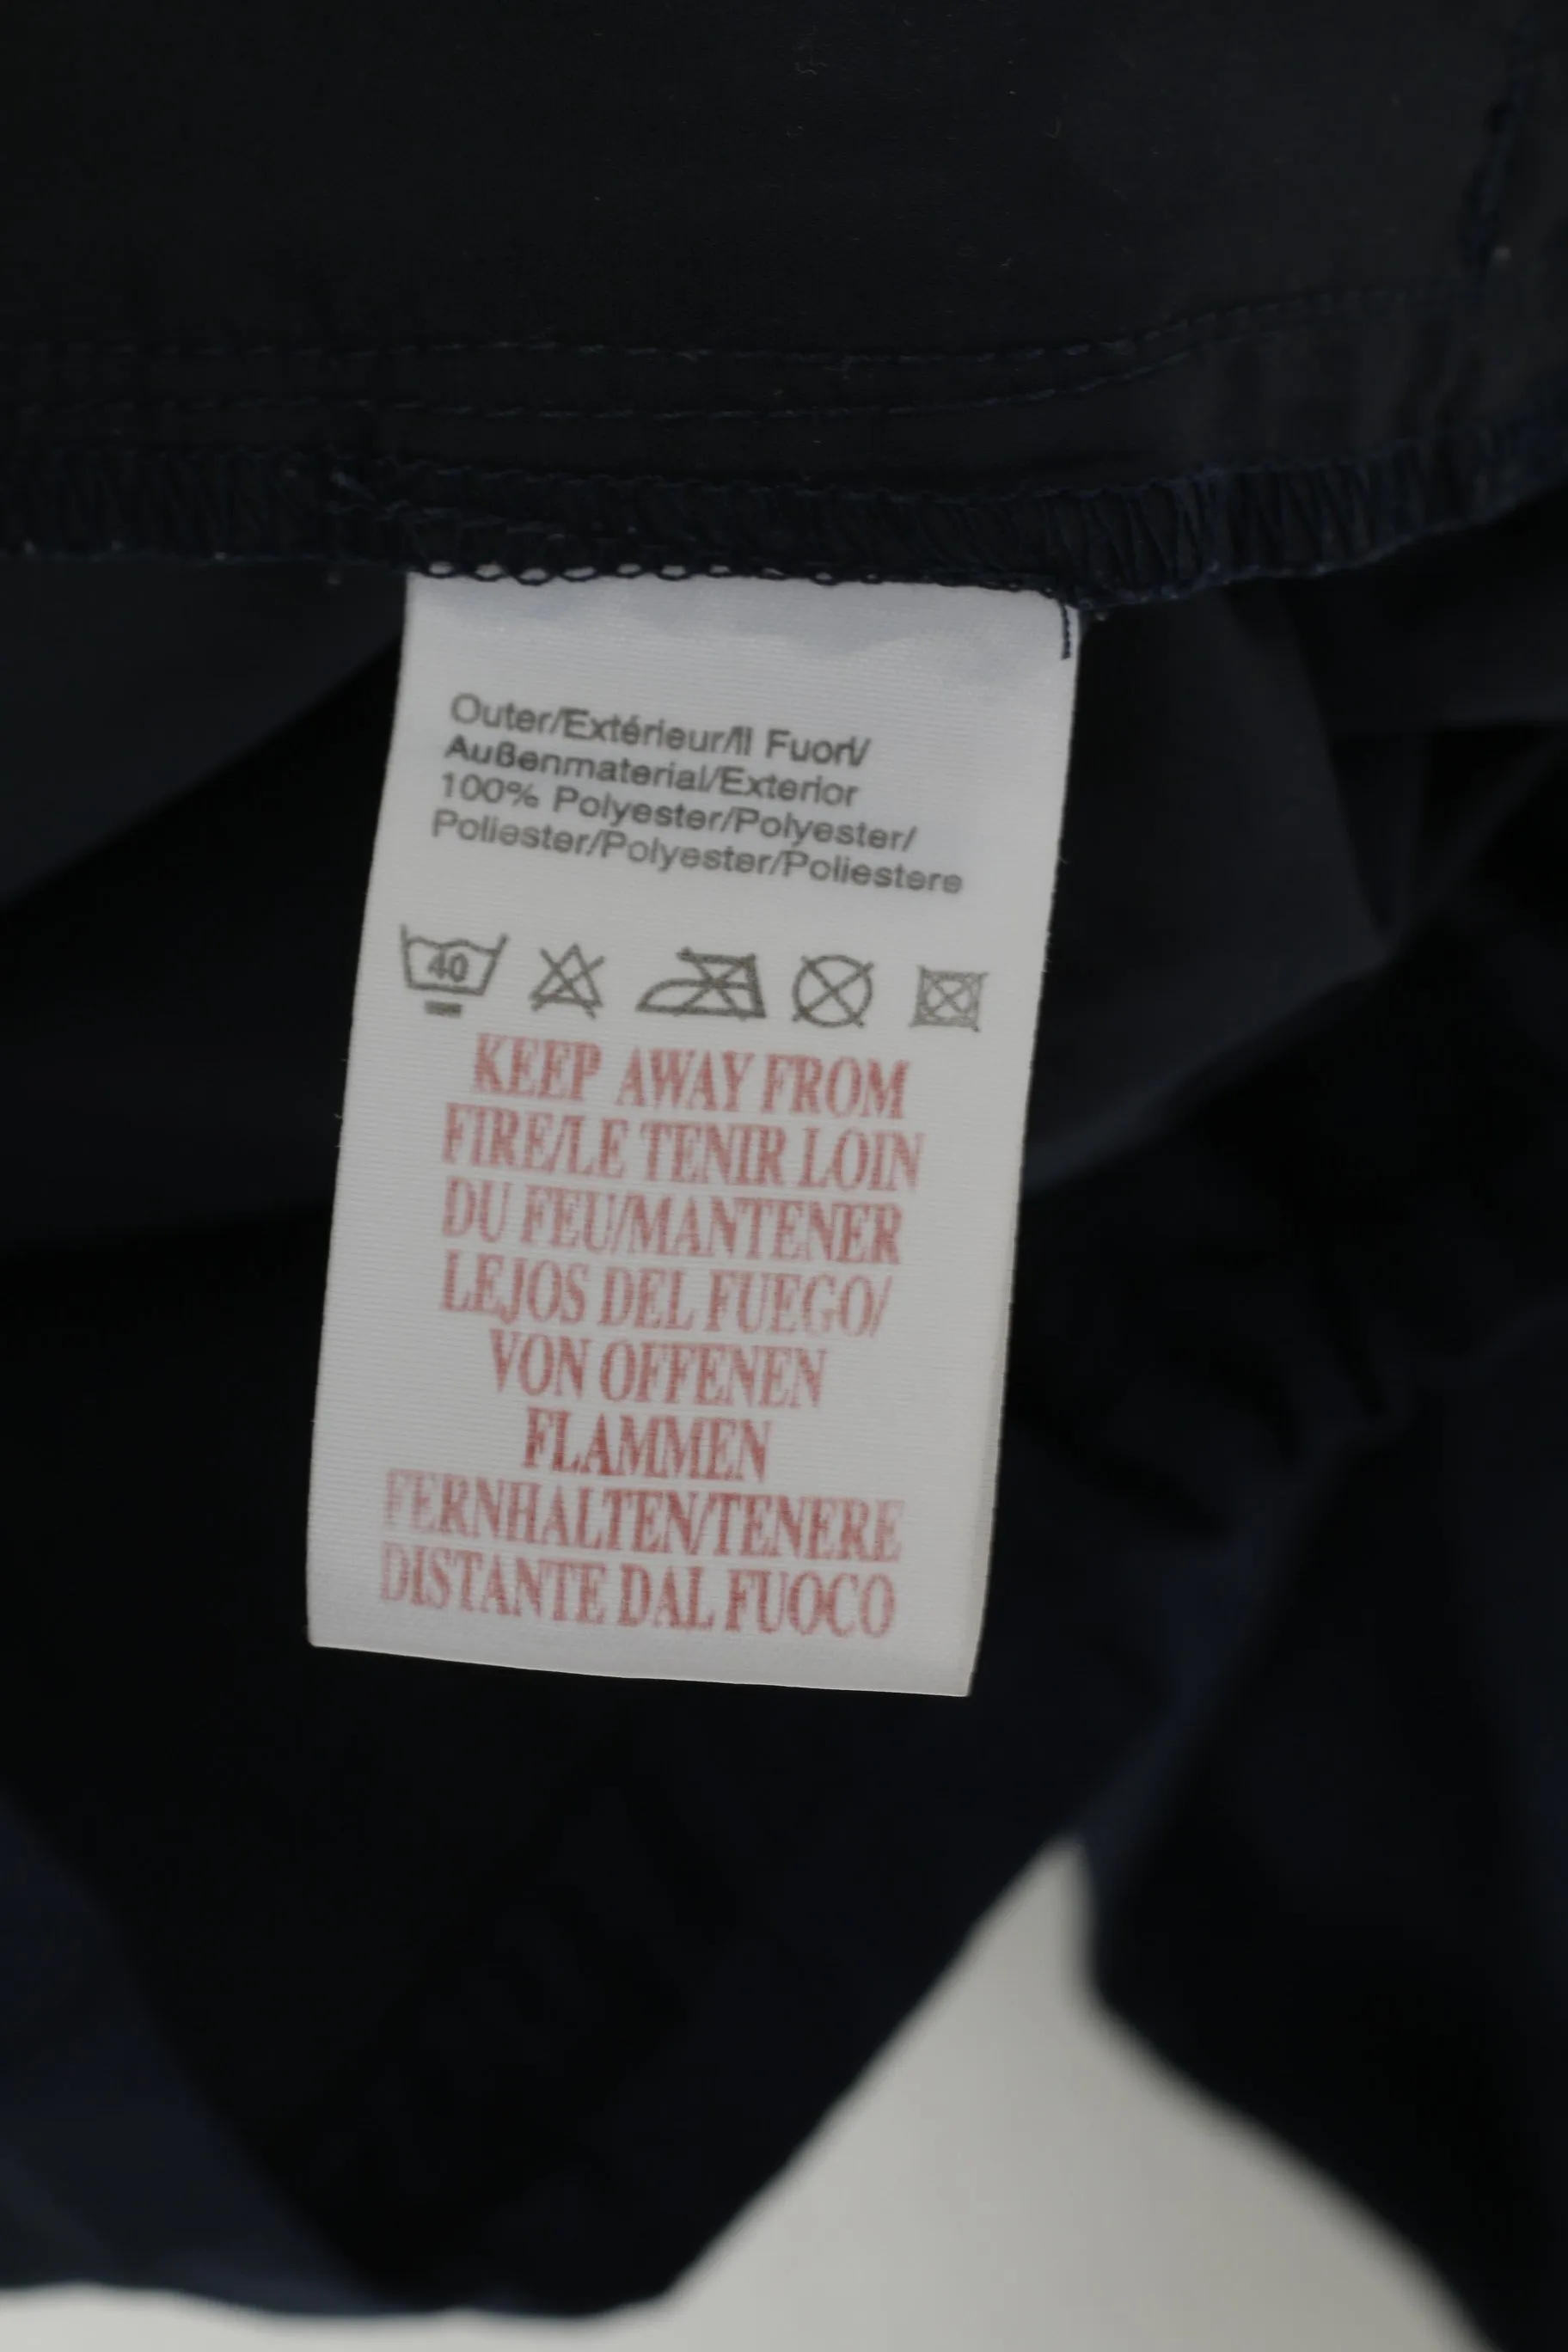 Outer/Extérieur/Il Fuori/
Außenmaterial/Exterior
100% Polyester/Polyester/
Poliester/Polyester/Poliestere
40
KEEP AWAY FROM
FIRE/LE TENIR LOIN
DU FEU/MANTENER
LEJOS DEL FUEGO/
VON OFFENEN
FLAMMEN
FERNHALTEN/TENERE
DISTANTE DAL FUOCO